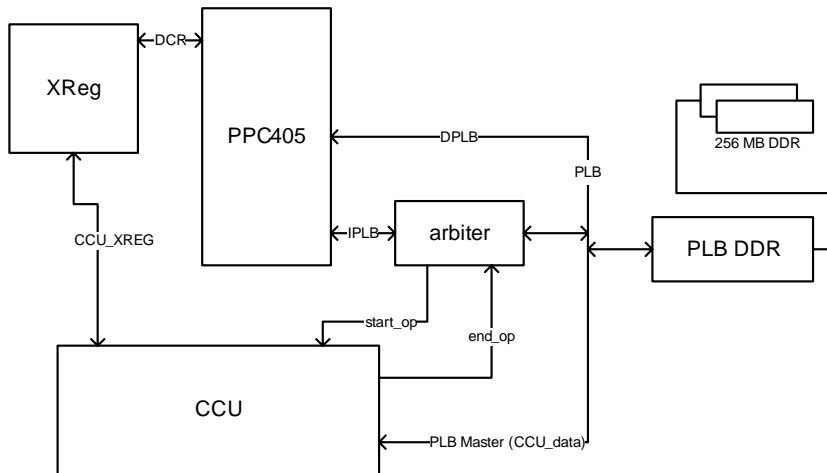 DCR
XReg
PPC405
DPLB
256 MB DDR
PLB
CCU_XREG
IPLB
arbiter
PLB DDR
start_op
end_op
CCU
PLB Master (CCU_data)